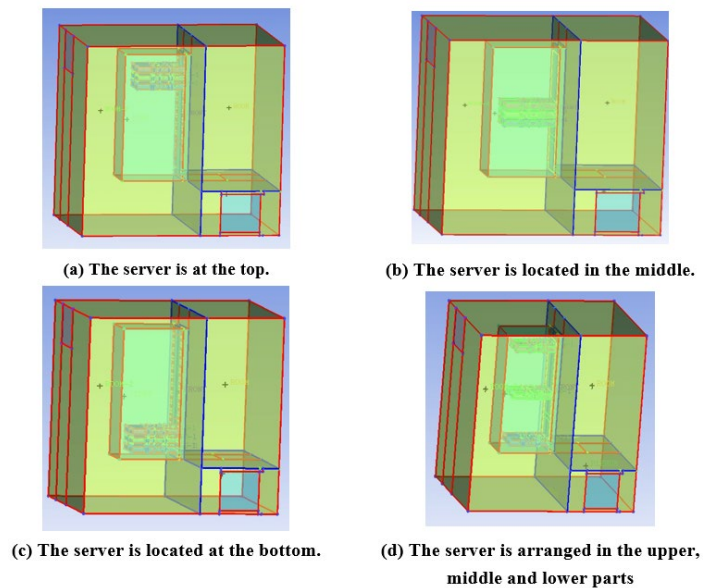 (a) The server is at the top.
(b) The server is located in the middle.
(c) The server is located at the bottom.
(d) The server is arranged in the upper,
middle and lower parts